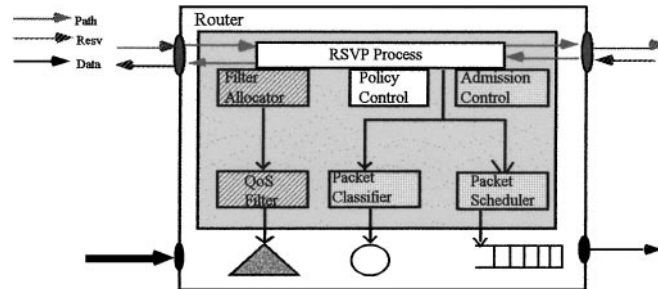 Router
Path
Resv
Data
RSVP Process
Filter
Allocator
Policy
Control
Admission
Control
QoS
Filter
Packet
Classifier
Packet
Scheduler